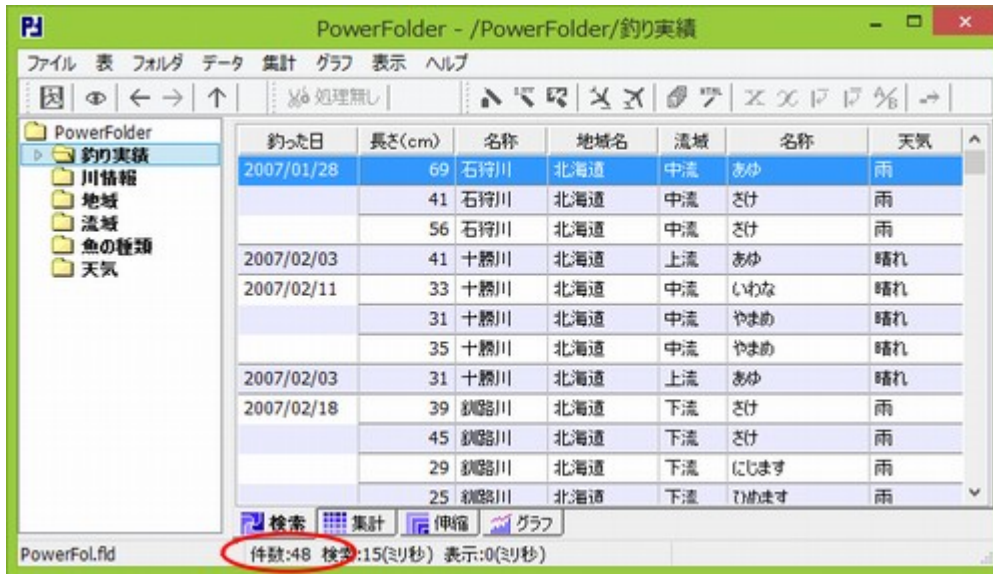 PowerFolder - /PowerFolder/釣り実績
ファイル 表 フォルダ データ 集計 グラフ 表示 ヘルプ
処理無し
PowerFolder
釣り実績
川情報
地域
流域
魚の種類
天気
釣った日 長さ(cm) 名称 地域名 流域 名称 天気
2007/01/28 69 石狩川 北海道 中流 あゆ 雨
41 石狩川 北海道 中流 さけ 雨
56 石狩川 北海道 中流 さけ 雨
2007/02/03 41 十勝川 北海道 上流 あゆ 晴れ
2007/02/11 33 十勝川 北海道 中流 いわな 晴れ
31 十勝川 北海道 中流 やまめ 晴れ
35 十勝川 北海道 中流 やまめ 晴れ
2007/02/03 31 十勝川 北海道 上流 あゆ 晴れ
2007/02/18 39 釧路川 北海道 下流 さけ 雨
45 釧路川 北海道 下流 さけ 雨
29 釧路川 北海道 下流 にじます 雨
25 釧路川 北海道 下流 ひめます 雨
検索 集計 伸縮 グラフ
PowerFol.fld 件数:48 検索:15(ミリ秒) 表示:0(ミリ秒)